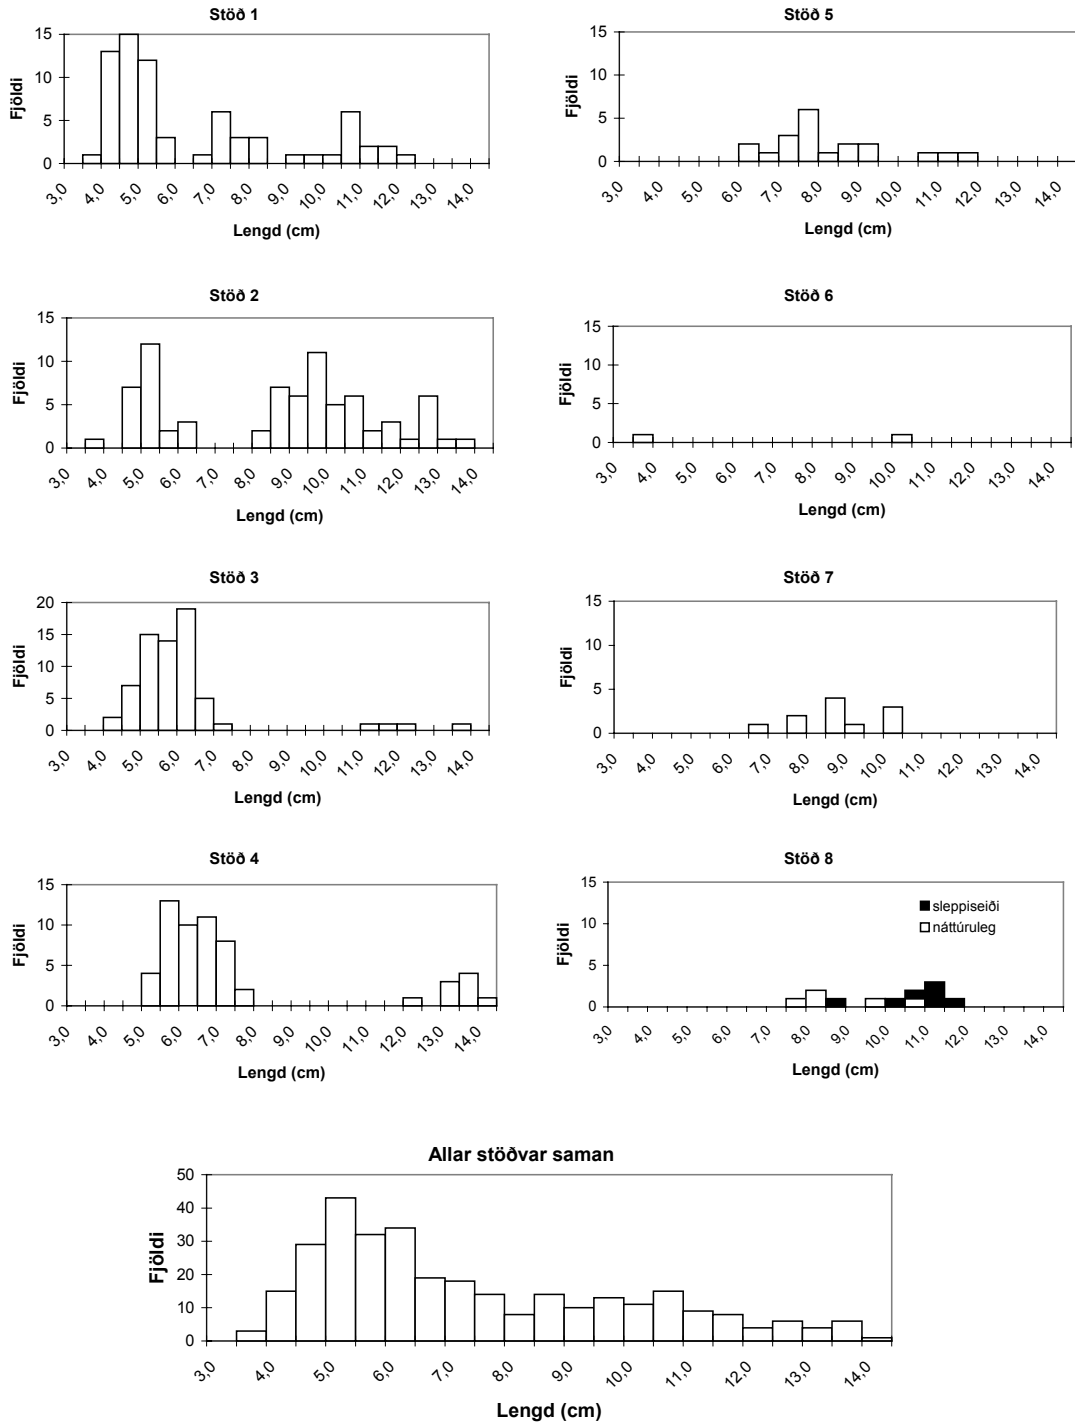 Stöð 1
Fjöldi
15
10
5
0
3,0 4,0 5,0 6,0 7,0 8,0 9,0 10,0 11,0 12,0 13,0 14,0
Lengd (cm)
Stöð 5
Fjöldi
15
10
5
0
3,0 4,0 5,0 6,0 7,0 8,0 9,0 10,0 11,0 12,0 13,0 14,0
Lengd (cm)
Stöð 2
Fjöldi
15
10
5
0
3,0 4,0 5,0 6,0 7,0 8,0 9,0 10,0 11,0 12,0 13,0 14,0
Lengd (cm)
Stöð 6
Fjöldi
15
10
5
0
3,0 4,0 5,0 6,0 7,0 8,0 9,0 10,0 11,0 12,0 13,0 14,0
Lengd (cm)
Stöð 3
Fjöldi
20
15
10
5
0
3,0 4,0 5,0 6,0 7,0 8,0 9,0 10,0 11,0 12,0 13,0 14,0
Lengd (cm)
Stöð 7
Fjöldi
15
10
5
0
3,0 4,0 5,0 6,0 7,0 8,0 9,0 10,0 11,0 12,0 13,0 14,0
Lengd (cm)
Stöð 4
Fjöldi
15
10
5
0
3,0 4,0 5,0 6,0 7,0 8,0 9,0 10,0 11,0 12,0 13,0 14,0
Lengd (cm)
Stöð 8
Fjöldi
15
10
5
0
sleppiseiði
náttúruleg
3,0 4,0 5,0 6,0 7,0 8,0 9,0 10,0 11,0 12,0 13,0 14,0
Lengd (cm)
Allar stöðvar saman
Fjöldi
50
40
30
20
10
0
3,0 4,0 5,0 6,0 7,0 8,0 9,0 10,0 11,0 12,0 13,0 14,0
Lengd (cm)